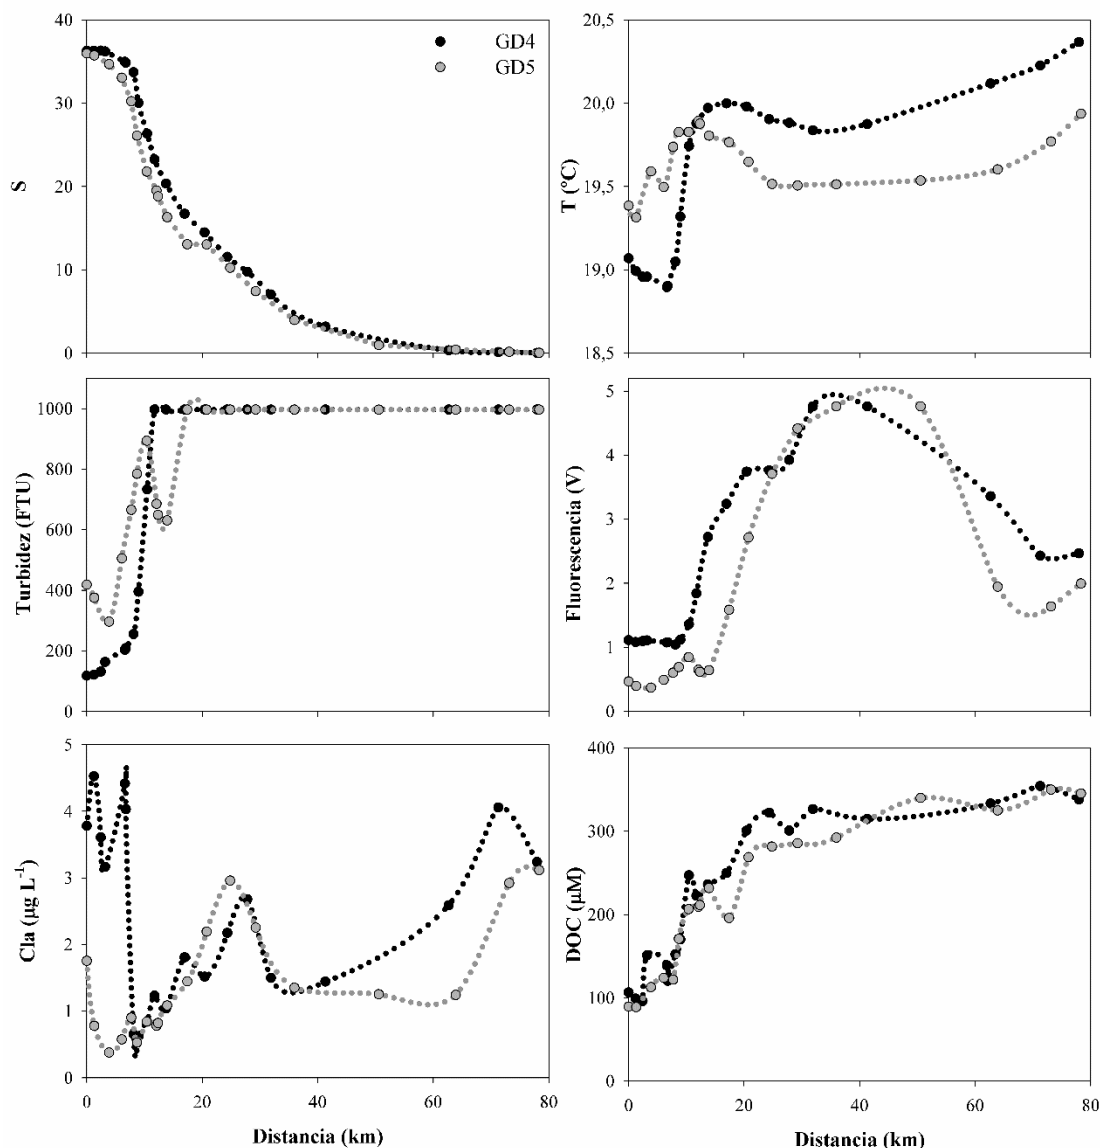 S
40
30
20
10
0
GD4
GD5
T (ºC)
20,5
20,0
19,5
19,0
18,5
Turbidez (FTU)
1000
800
600
400
200
0
Fluorescencia (V)
5
4
3
2
1
0
Cla (µg L⁻¹)
5
4
3
2
1
0
0 20 40 60 80
Distancia (km)
DOC (µM)
400
300
200
100
0
0 20 40 60 80
Distancia (km)